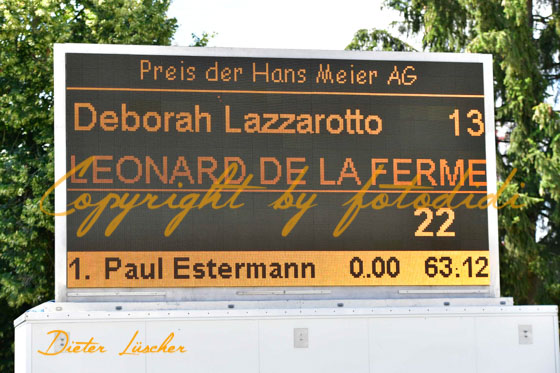 Preis der Hans Meier AG
Deborah Lazzarotto 13
LEONARD DE LA FERME
Copyright by fotodidi
22
1. Paul Estermann 0.00 63.12
Dieter Lüscher